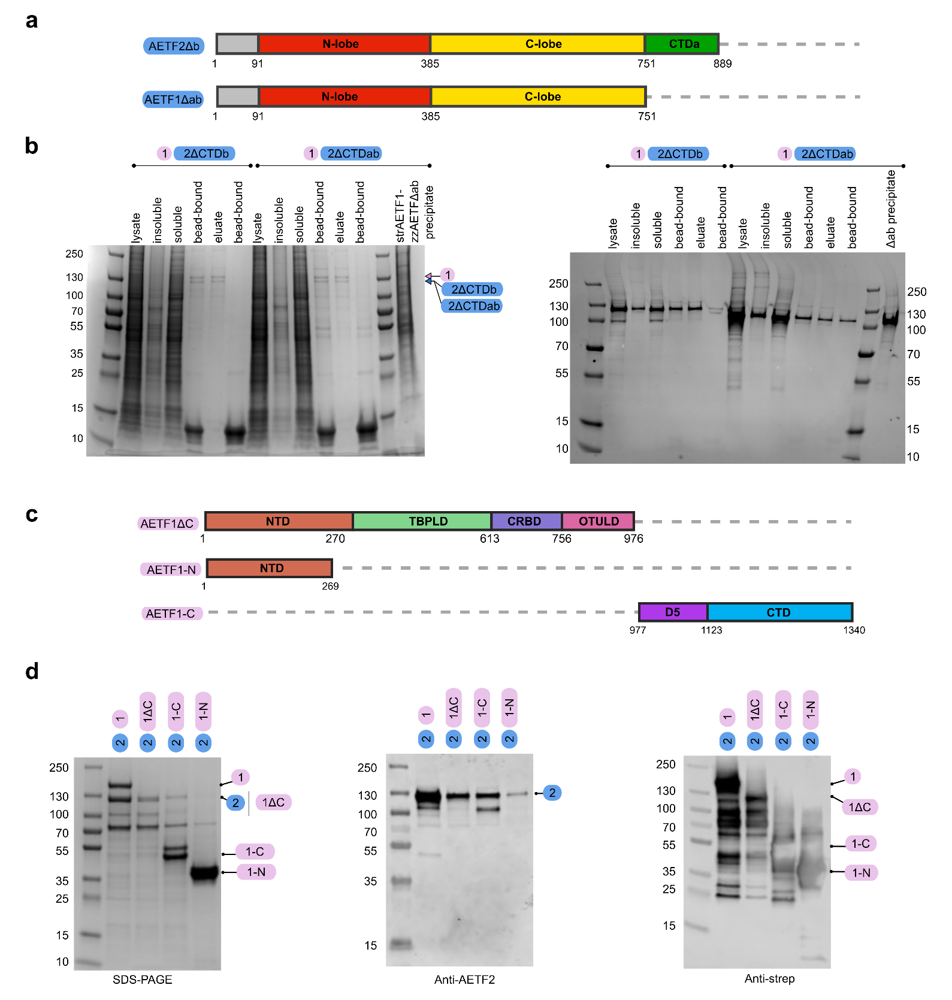 a
AETF2Δb
N-lobe
C-lobe
CTDa
1 91 385 751 889
AETF1Δab
N-lobe
C-lobe
1 91 385 751
b
1 2ΔCTDb 1 2ΔCTDab
lysate
insoluble
soluble
bead-bound
eluate
bead-bound
lysate
insoluble
soluble
bead-bound
eluate
bead-bound
strAETF1-
zzAETFΔab
precipitate
250
130
100
70
55
35
25
15
10
1
2ΔCTDb
2ΔCTDab
1 2ΔCTDb 1 2ΔCTDab
lysate
insoluble
soluble
bead-bound
eluate
bead-bound
lysate
insoluble
soluble
bead-bound
eluate
bead-bound
Δab precipitate
250
130
100
70
55
15
10
250
130
100
70
55
15
10
c
AETF1ΔC
NTD
TBPLD
CRBD
OTULD
1 270 613 756 976
AETF1-N
NTD
1 269
AETF1-C
D5
CTD
977 1123 1340
d
1 1ΔC 1-C 1-N
2 2 2 2
250
130
100
70
55
35
25
15
10
1
2 1ΔC
1-C
1-N
SDS-PAGE
1 1ΔC 1-C 1-N
2 2 2 2
250
130
100
70
55
35
15
2
Anti-AETF2
1 1ΔC 1-C 1-N
2 2 2 2
250
130
100
70
55
35
25
15
1
1ΔC
1-C
1-N
Anti-strep